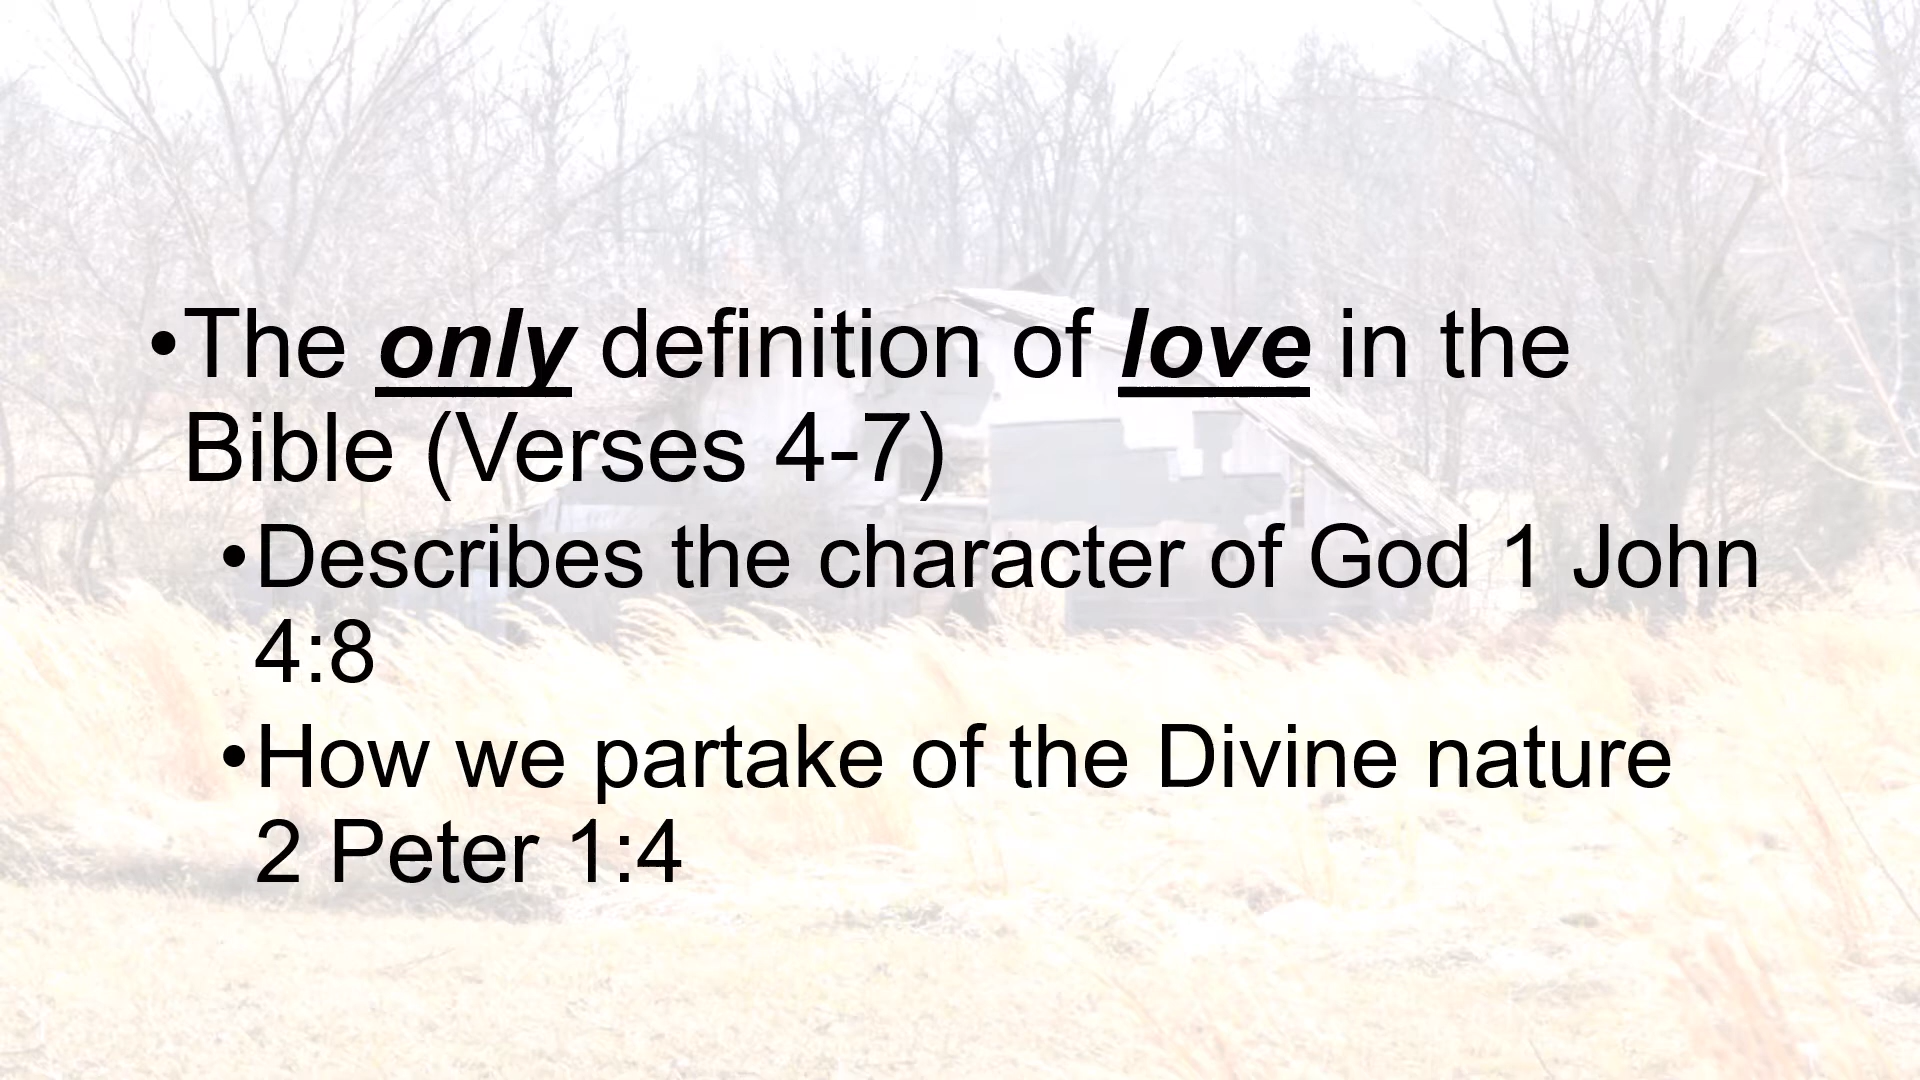 •The only definition of love in the
Bible (Verses 4-7)
•Describes the character of God 1 John
4:8
•How we partake of the Divine nature
2 Peter 1:4